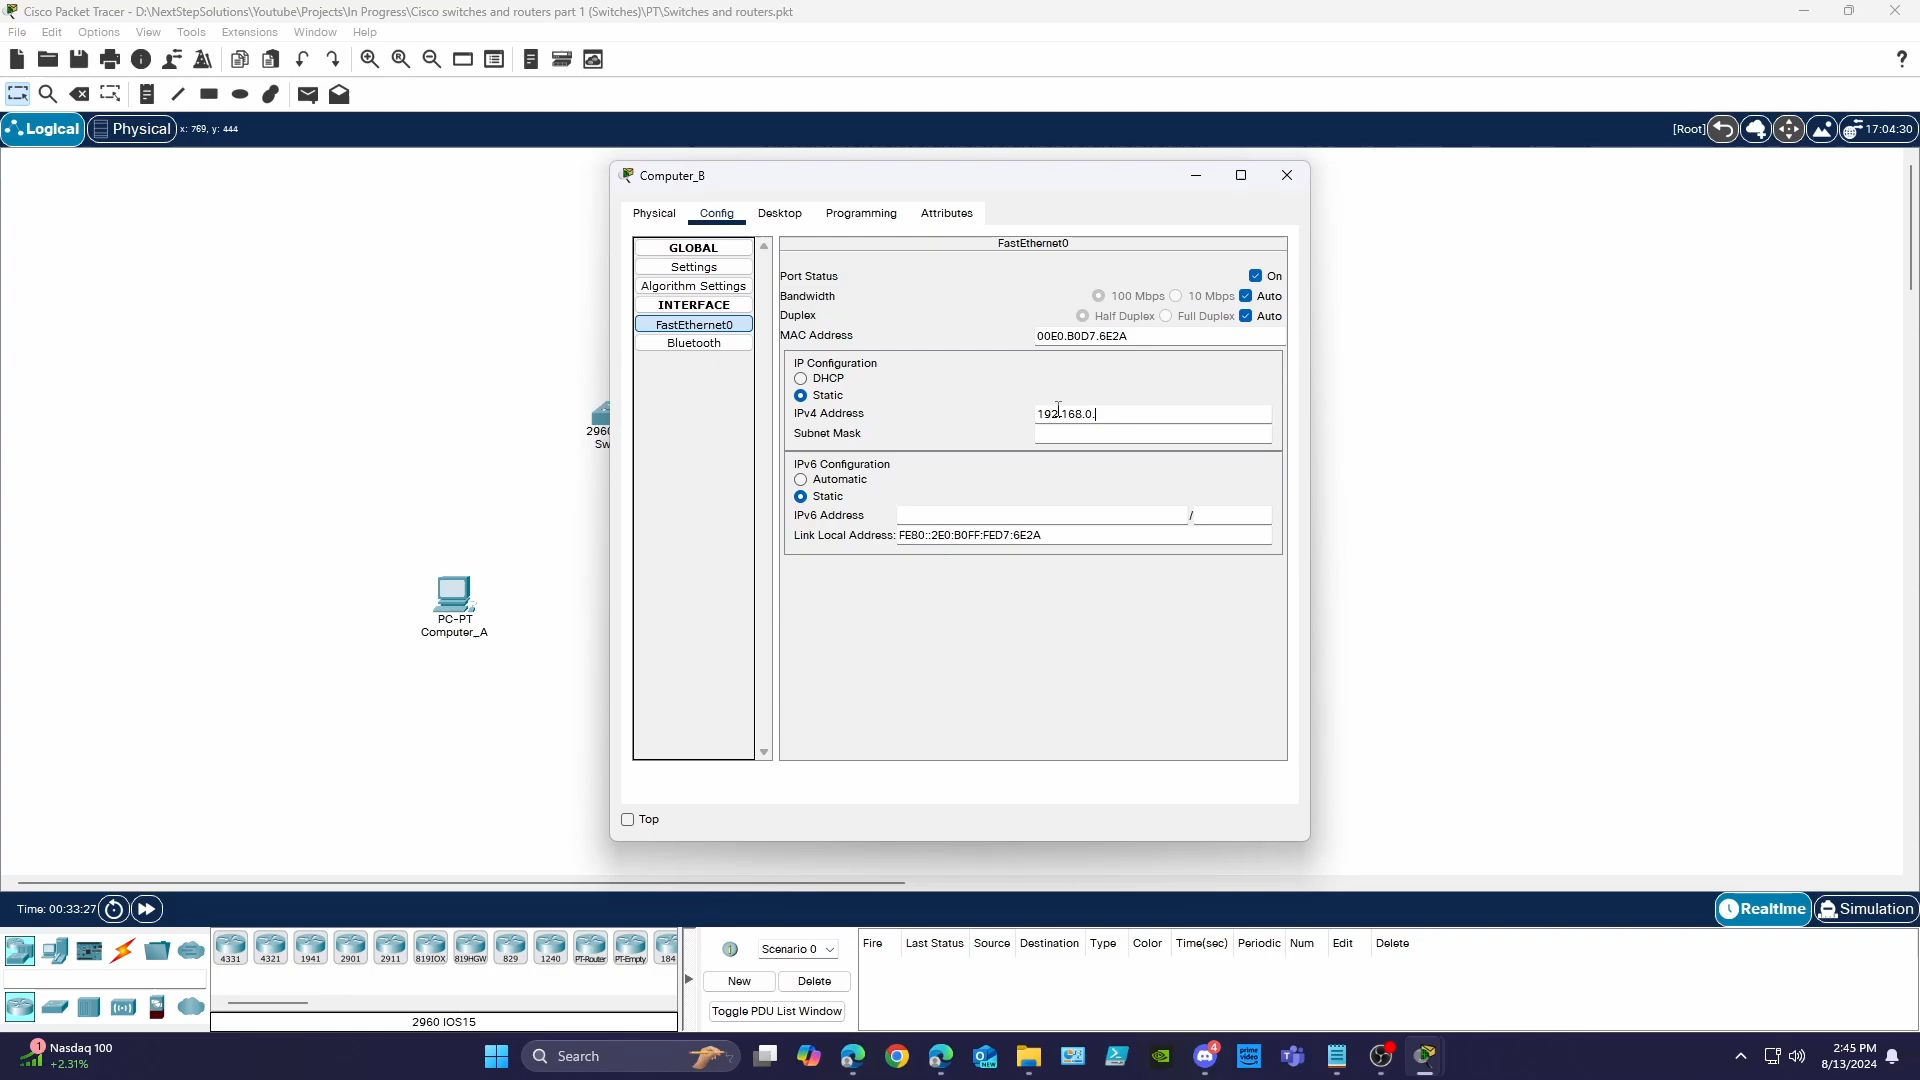 Cisco Packet Tracer - D:\NextStepSolutions\Youtube\Projects\In Progress\Cisco switches and routers part 1 (Switches)\PT\Switches and routers.pkt
File Edit Options View Tools Extensions Window Help
Logical Physical x: 769, y: 444 [Root] 17:04:30
Computer_B
Physical Config Desktop Programming Attributes
GLOBAL
Settings
Algorithm Settings
INTERFACE
FastEthernet0
Bluetooth
FastEthernet0
Port Status On
Bandwidth 100 Mbps 10 Mbps Auto
Duplex Half Duplex Full Duplex Auto
MAC Address 00E0.B0D7.6E2A
IP Configuration
DHCP
Static
IPv4 Address 192.168.0.
Subnet Mask
IPv6 Configuration
Automatic
Static
IPv6 Address /
Link Local Address: FE80::2E0:B0FF:FED7:6E2A
Top
2960
Sw
PC-PT
Computer_A
Time: 00:33:27 Realtime Simulation
4331 4321 1941 2901 2911 819IOX 819HGW 829 1240 PT-Router PT-Empty 184
2960 IOS15
Scenario 0
New Delete
Toggle PDU List Window
Fire Last Status Source Destination Type Color Time(sec) Periodic Num Edit Delete
1 Nasdaq 100
+2.31%
Search
NEW
4
prime video
2:45 PM
8/13/2024